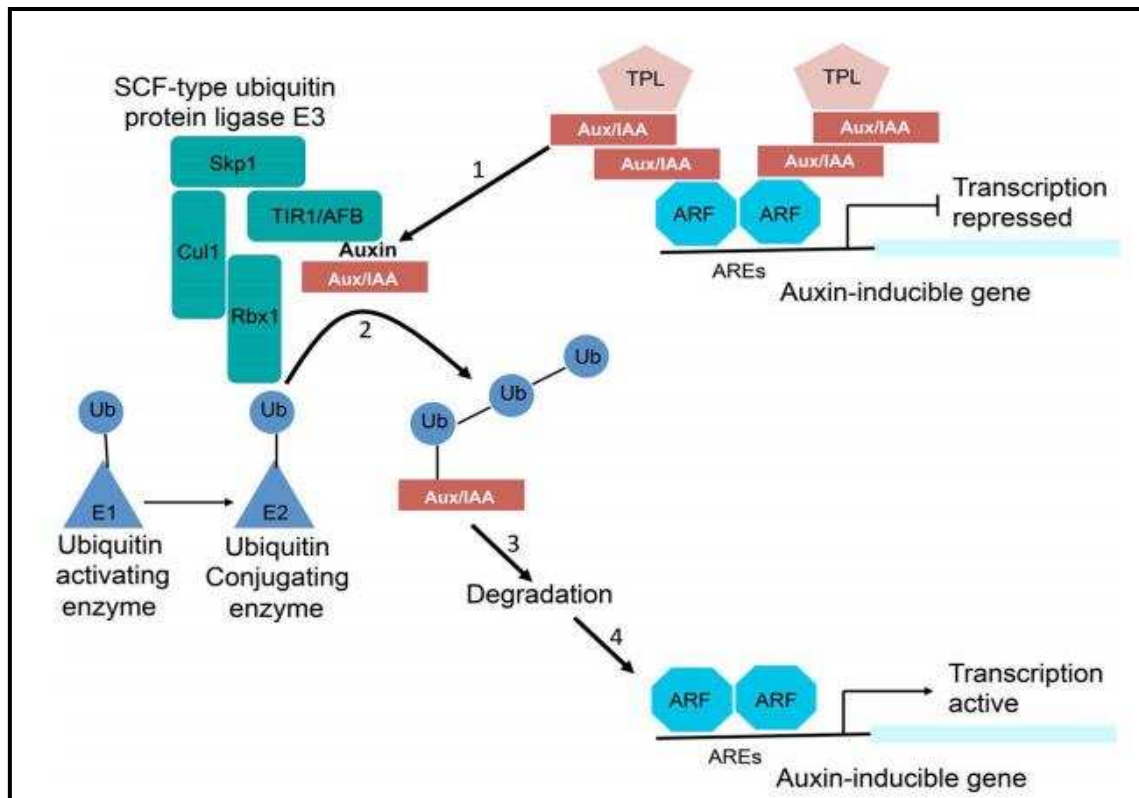 SCF-type ubiquitin
protein ligase E3
Skp1
TIR1/AFB
Cul1
Rbx1
Auxin
Aux/IAA
1
TPL
TPL
Aux/IAA
Aux/IAA
Aux/IAA
Aux/IAA
ARF
ARF
AREs
Transcription
repressed
Auxin-inducible gene
2
Ub
Ub
Ub
Ub
Ub
E1
E2
Ubiquitin
activating
enzyme
Ubiquitin
Conjugating
enzyme
Aux/IAA
3
Degradation
4
ARF
ARF
AREs
Transcription
active
Auxin-inducible gene